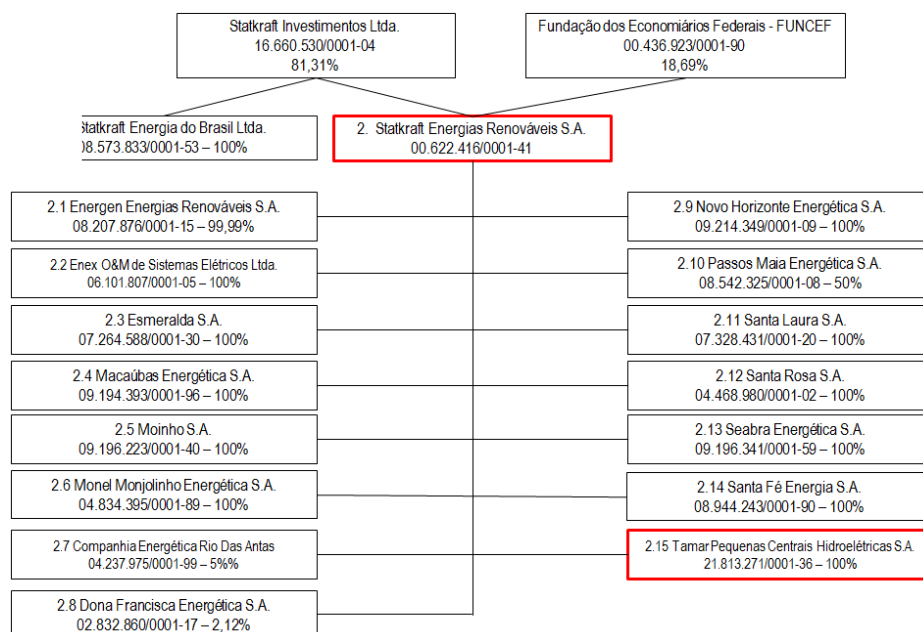 Statkraft Investimentos Ltda.
16.660.530/0001-04
81,31%
Fundação dos Economiários Federais - FUNCEF
00.436.923/0001-90
18,69%
Statkraft Energia do Brasil Ltda.
08.573.833/0001-53 – 100%
2. Statkraft Energias Renováveis S.A.
00.622.416/0001-41
2.1 Energen Energias Renováveis S.A.
08.207.876/0001-15 – 99,99%
2.2 Enex O&M de Sistemas Elétricos Ltda.
06.101.807/0001-05 – 100%
2.3 Esmeralda S.A.
07.264.588/0001-30 – 100%
2.4 Macaúbas Energética S.A.
09.194.393/0001-96 – 100%
2.5 Moinho S.A.
09.196.223/0001-40 – 100%
2.6 Monel Monjolinho Energética S.A.
04.834.395/0001-89 – 100%
2.7 Companhia Energética Rio Das Antas
04.237.975/0001-99 – 5%%
2.8 Dona Francisca Energética S.A.
02.832.860/0001-17 – 2,12%
2.9 Novo Horizonte Energética S.A.
09.214.349/0001-09 – 100%
2.10 Passos Maia Energética S.A.
08.542.325/0001-08 – 50%
2.11 Santa Laura S.A.
07.328.431/0001-20 – 100%
2.12 Santa Rosa S.A.
04.468.980/0001-02 – 100%
2.13 Seabra Energética S.A.
09.196.341/0001-59 – 100%
2.14 Santa Fé Energia S.A.
08.944.243/0001-90 – 100%
2.15 Tamar Pequenas Centrais Hidroelétricas S.A.
21.813.271/0001-36 – 100%